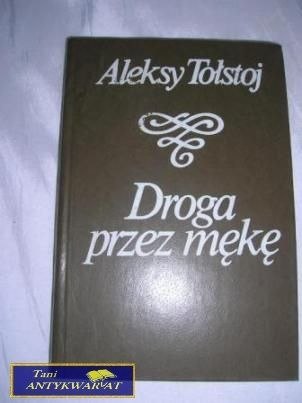 Aleksy Tołstoj
Droga
przez mękę
Tani
ANTYKWARIAT